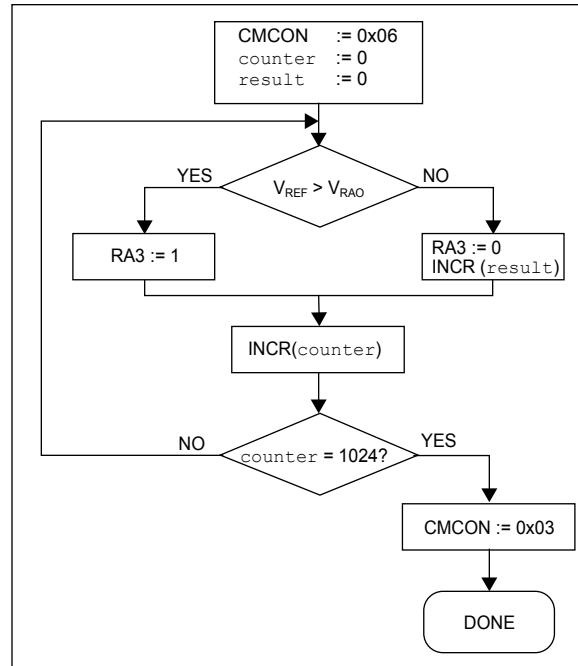 CMCON := 0x06
counter := 0
result := 0
YES
NO
VREF > VRAO
RA3 := 1
RA3 := 0
INCR (result)
INCR(counter)
NO
YES
counter = 1024?
CMCON := 0x03
DONE